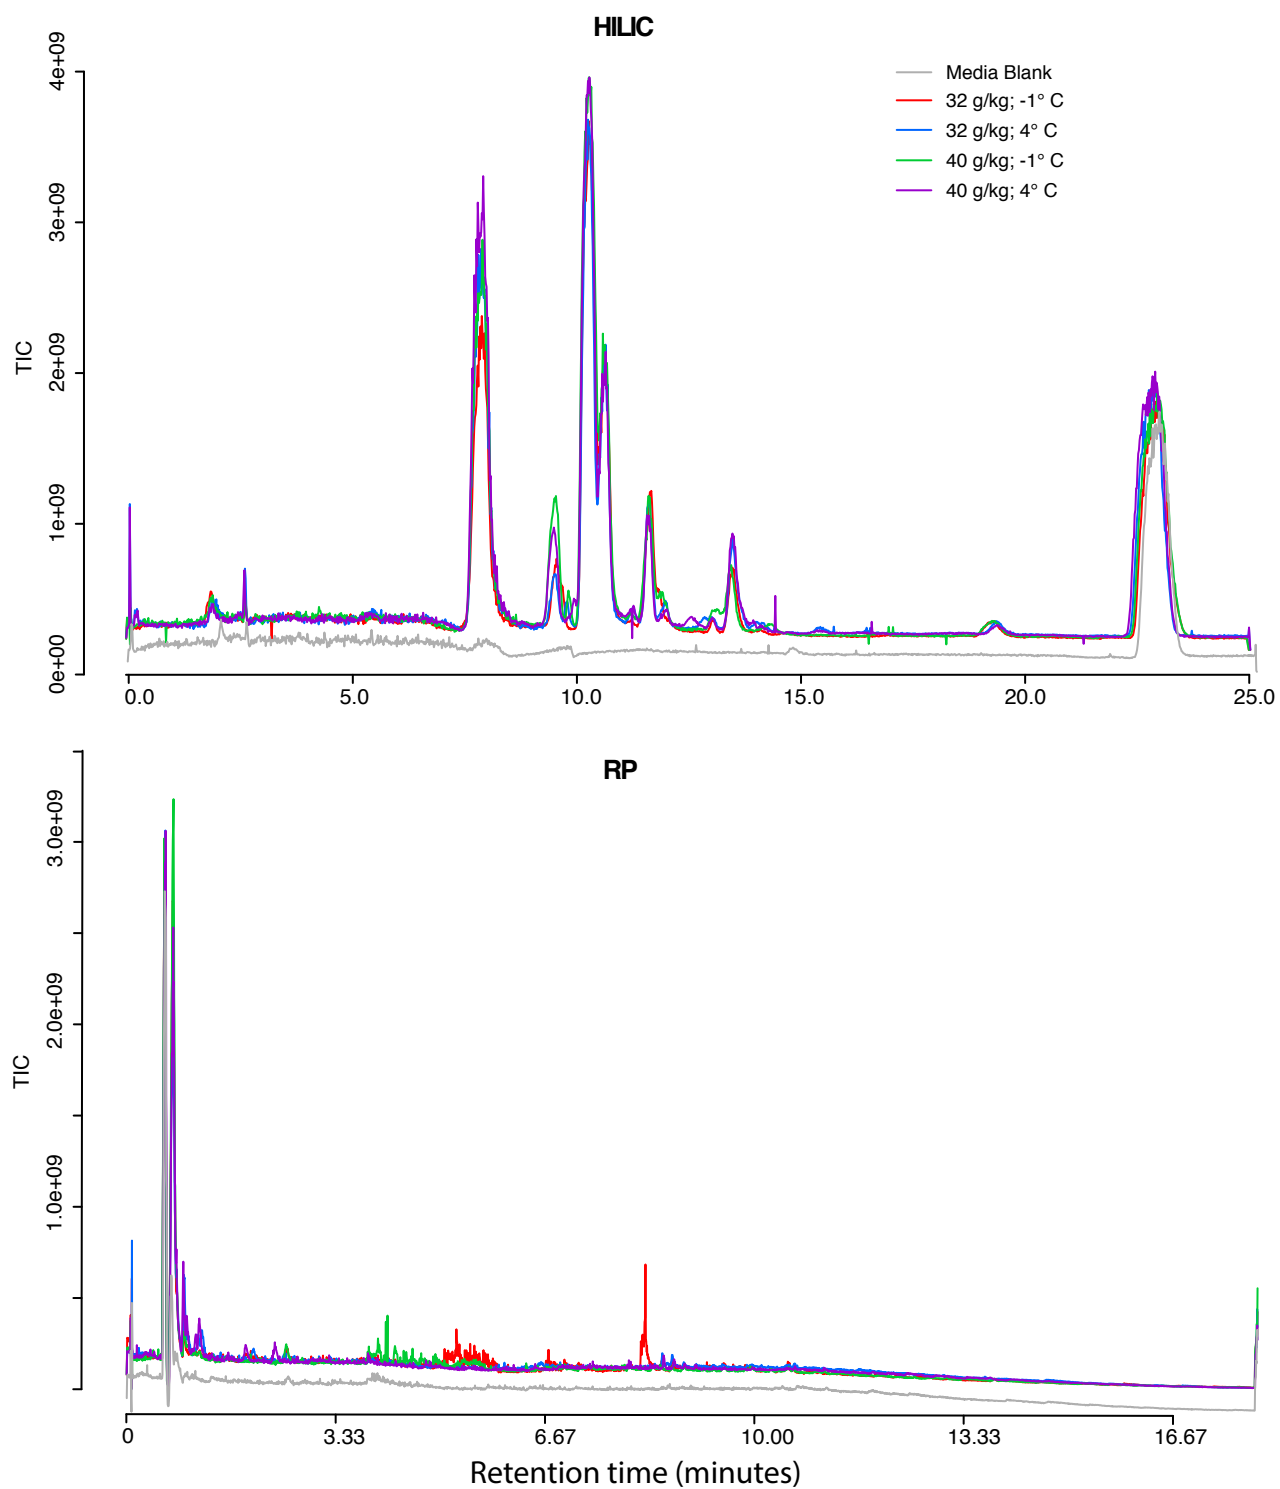 HILIC
4e+09
3e+09
2e+09
1e+09
0e+00
TIC
Media Blank
32 g/kg; -1° C
32 g/kg; 4° C
40 g/kg; -1° C
40 g/kg; 4° C
0.0 5.0 10.0 15.0 20.0 25.0
RP
3.0e+09
2.0e+09
1.0e+09
TIC
0 3.33 6.67 10.00 13.33 16.67
Retention time (minutes)